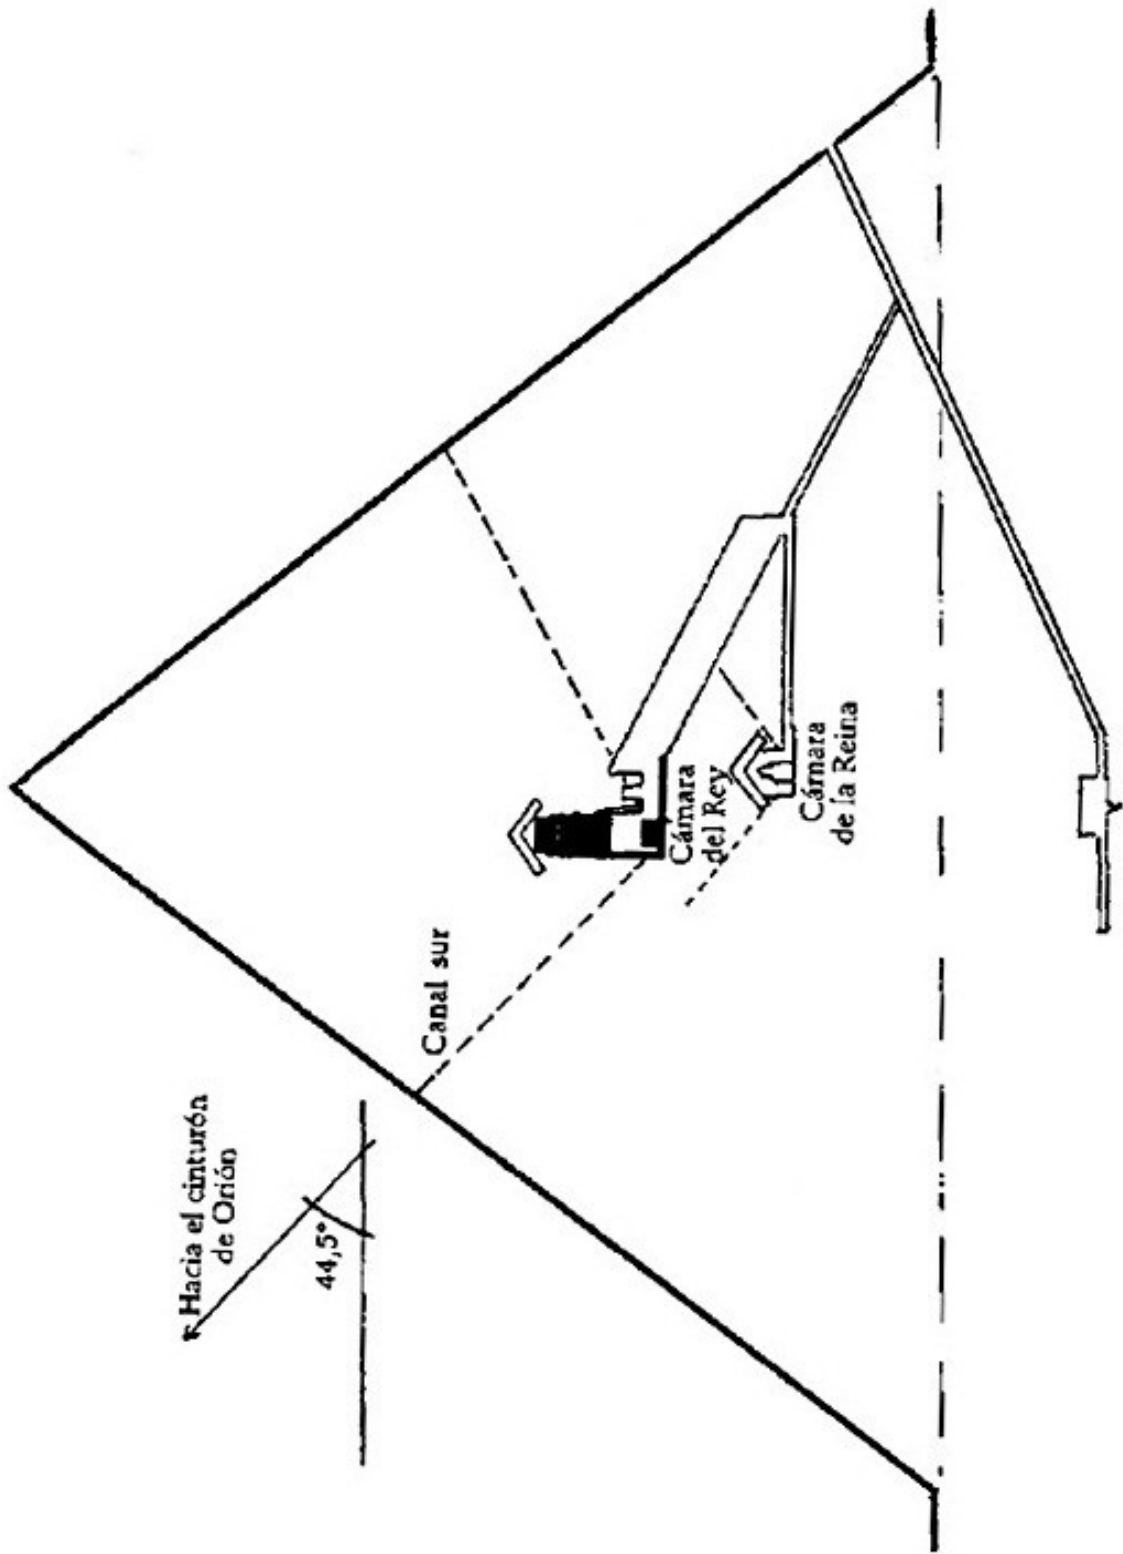 Hacia el cinturón
de Orión
44,5°
Canal sur
Cámara
del Rey
Cámara
de la Reina